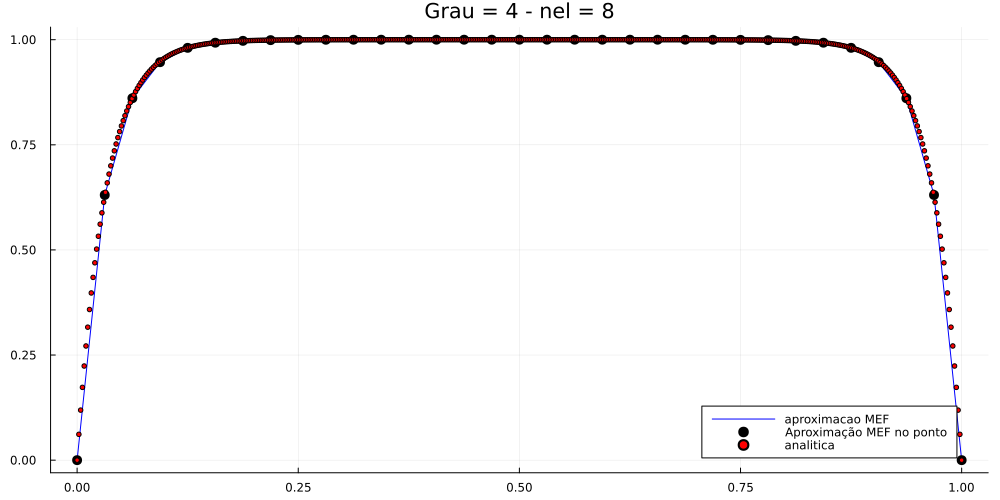 Grau = 4 - nel = 8
1.00
0.75
0.50
0.25
0.00
0.00 0.25 0.50 0.75 1.00
aproximacao MEF
Aproximação MEF no ponto
analitica